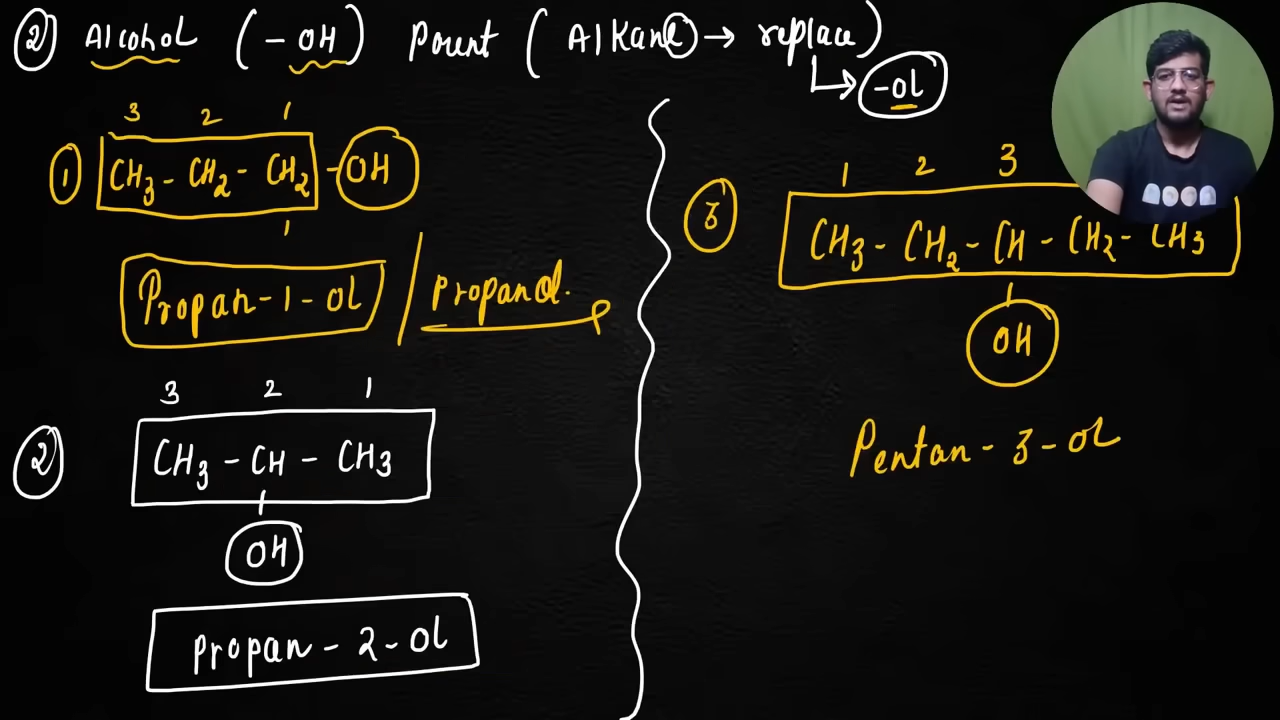 ② Alcohol (-OH) Parent (Alkane → replace)
-ol
3 2 1
① CH₃ - CH₂ - CH₂ - OH
1
Propan-1-ol / propanol.
3 2 1
② CH₃ - CH - CH₃
OH
propan-2-ol
1 2 3
③ CH₃ - CH₂ - CH - CH₂ - CH₃
OH
Pentan-3-ol